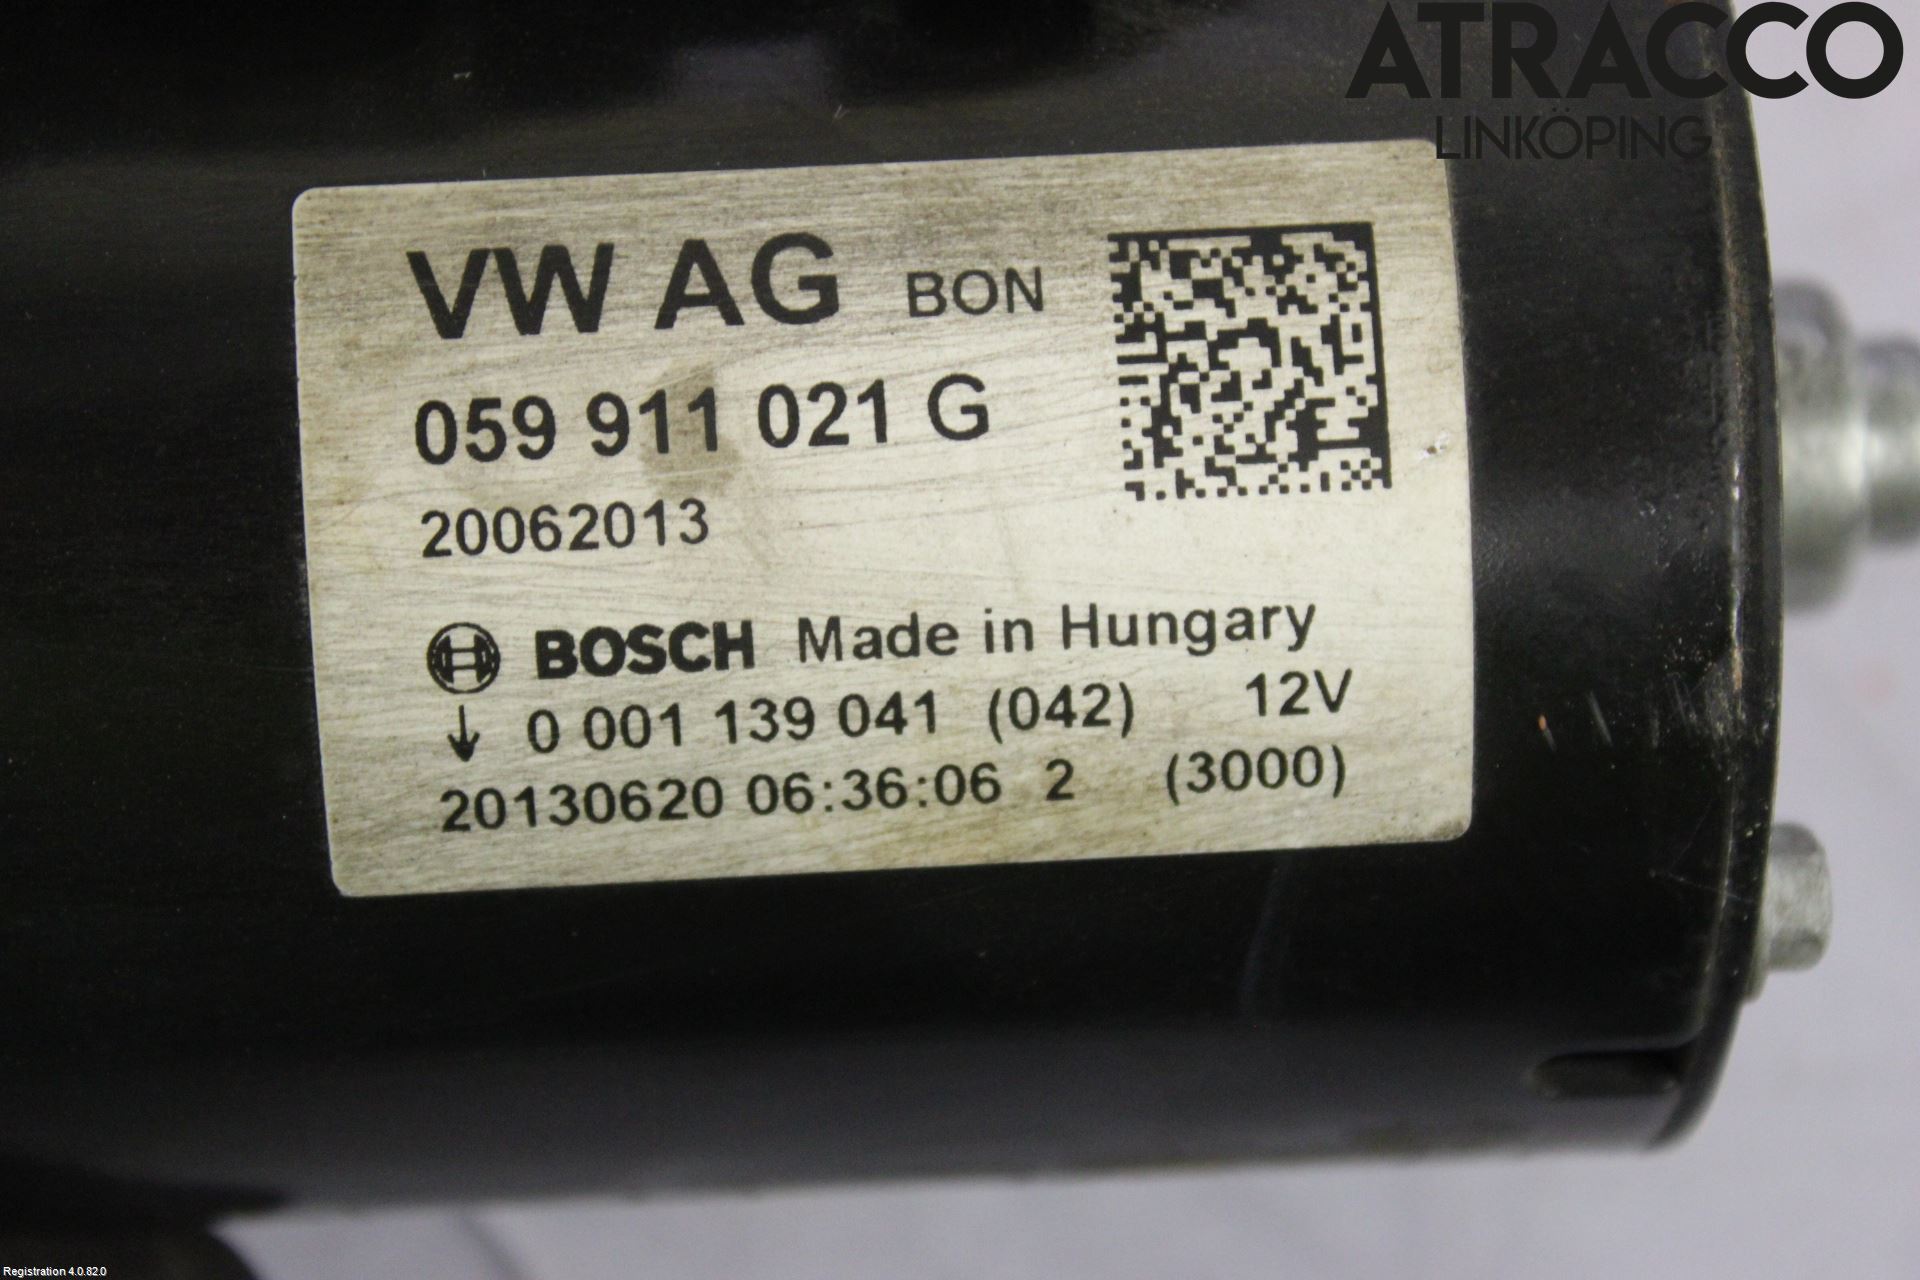 ATRACCO
LINKÖPING
VW AG BON
059 911 021 G
20062013
BOSCH Made in Hungary
↓ 0 001 139 041 (042) 12V
20130620 06:36:06 2 (3000)
Registration 4.0.82.0